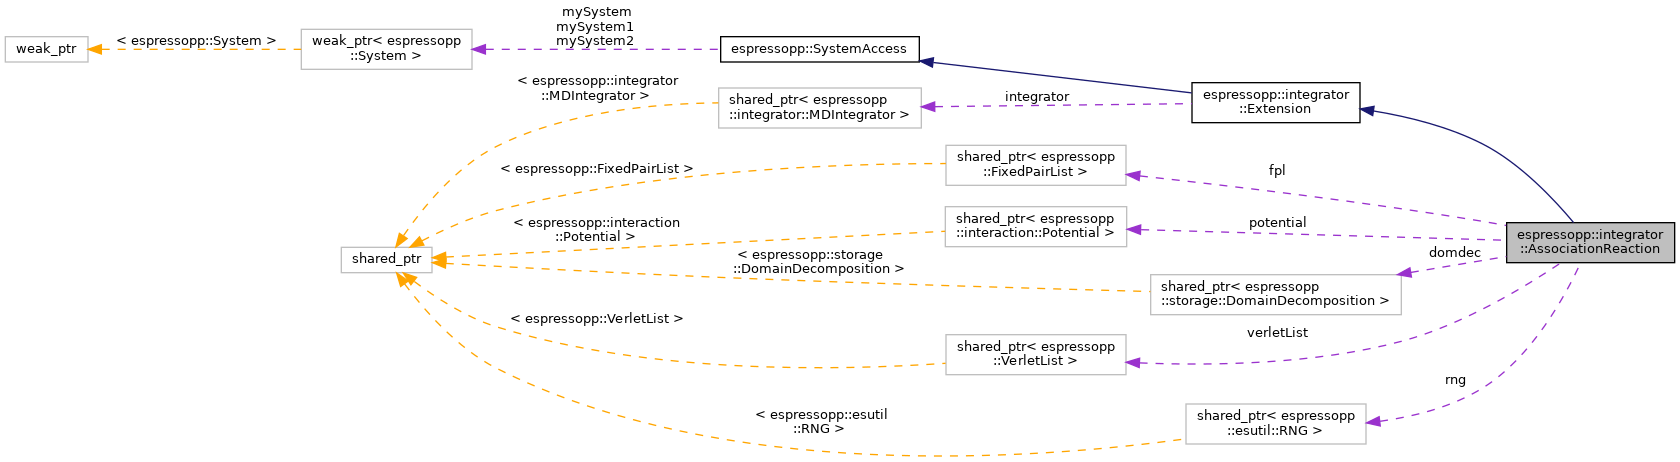 mySystem
mySystem1
mySystem2
weak_ptr
< espressopp::System >
weak_ptr< espressopp
::System >
espressopp::SystemAccess
< espressopp::integrator
::MDIntegrator >
shared_ptr< espressopp
::integrator::MDIntegrator >
integrator
espressopp::integrator
::Extension
< espressopp::FixedPairList >
shared_ptr< espressopp
::FixedPairList >
fpl
< espressopp::interaction
::Potential >
shared_ptr< espressopp
::interaction::Potential >
potential
espressopp::integrator
::AssociationReaction
shared_ptr
< espressopp::storage
::DomainDecomposition >
domdec
shared_ptr< espressopp
::storage::DomainDecomposition >
< espressopp::VerletList >
shared_ptr< espressopp
::VerletList >
verletList
rng
< espressopp::esutil
::RNG >
shared_ptr< espressopp
::esutil::RNG >